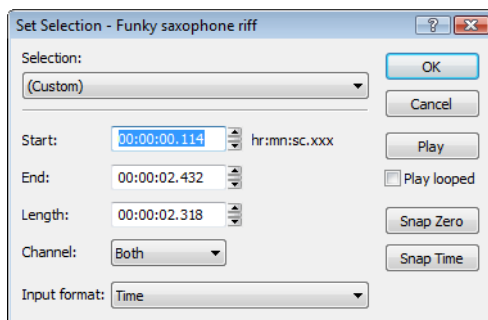 Set Selection - Funky saxophone riff
Selection:
(Custom)
OK
Cancel
Start: 00:00:00.114 hr:mn:sc.xxx
Play
End: 00:00:02.432
Play looped
Length: 00:00:02.318
Snap Zero
Channel: Both
Snap Time
Input format: Time